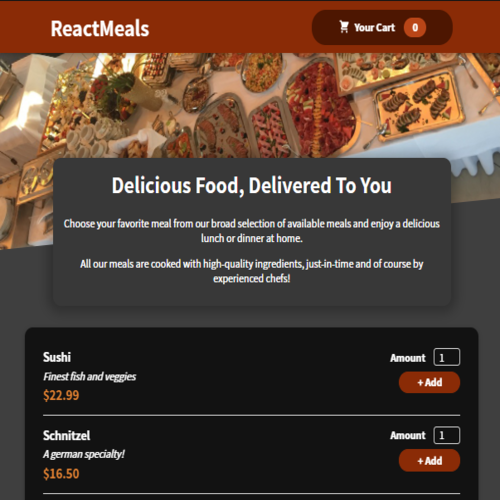 ReactMeals
Your Cart 0
Delicious Food, Delivered To You
Choose your favorite meal from our broad selection of available meals and enjoy a delicious
lunch or dinner at home.
All our meals are cooked with high-quality ingredients, just-in-time and of course by
experienced chefs!
Sushi
Finest fish and veggies
$22.99
Amount 1
+ Add
Schnitzel
A german specialty!
$16.50
Amount 1
+ Add